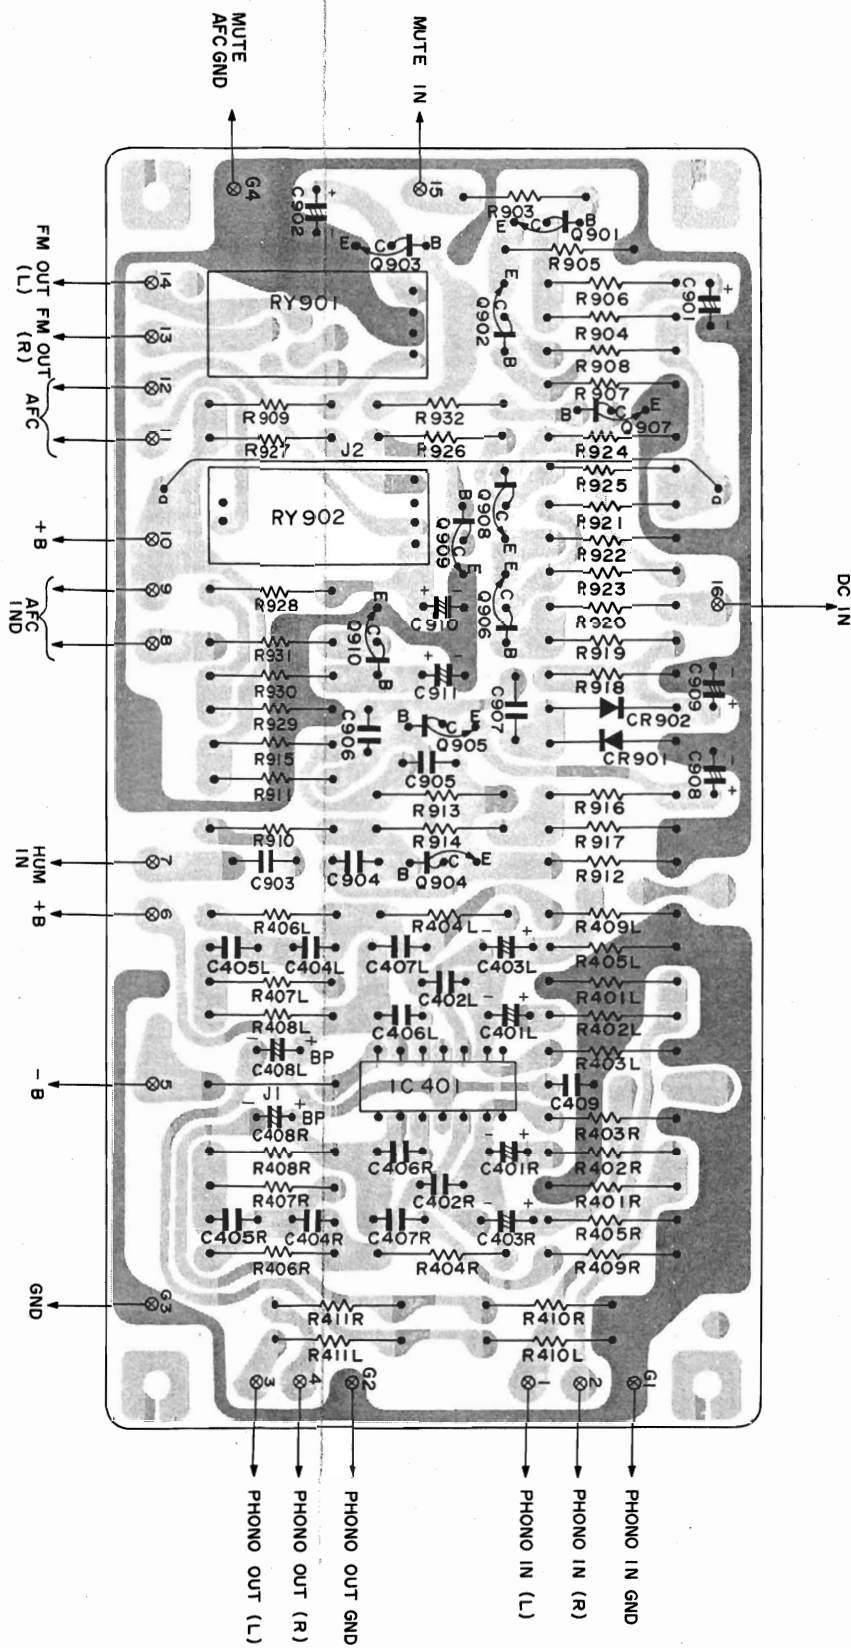 MUTE
AFC GND
MUTE IN
G4
C902
+
-
15
R903
E C B
Q901
E C B
Q903
R905
FM OUT
(L)
14
RY901
E C B
Q902
R906
C901
+
-
FM OUT
(R)
13
R904
R908
AFC
12
R907
R909
R932
B C E
Q907
11
R927
J2
R926
R924
R925
a
a
RY902
Q908
B C E
Q909
C E
R921
+B
10
R922
R923
AFC
IND
9
R928
E C B
Q910
+ -
C910
E C B
Q906
R920
16
DC IN
8
R931
R919
R930
+ -
C911
R918
C909
- +
R929
C906
B C E
Q905
C907
CR902
R915
C905
CR901
C908
- +
R911
R913
R916
R910
R914
R917
HUM
IN
7
C903
C904
B C E
Q904
R912
+B
6
R406L
R404L
R409L
C405L
C404L
C407L
- +
C403L
R405L
R407L
C402L
R401L
R408L
C406L
- +
C401L
R402L
- +
C408L
BP
R403L
-B
5
J1
IC401
C409
- +
C408R
BP
R403R
R408R
C406R
- +
C401R
R402R
R407R
C402R
R401R
C405R
C404R
C407R
- +
C403R
R405R
R406R
R404R
R409R
GND
G3
R411R
R410R
R411L
R410L
3
4
G2
1
2
G1
PHONO OUT (L)
PHONO OUT (R)
PHONO OUT GND
PHONO IN (L)
PHONO IN (R)
PHONO IN GND